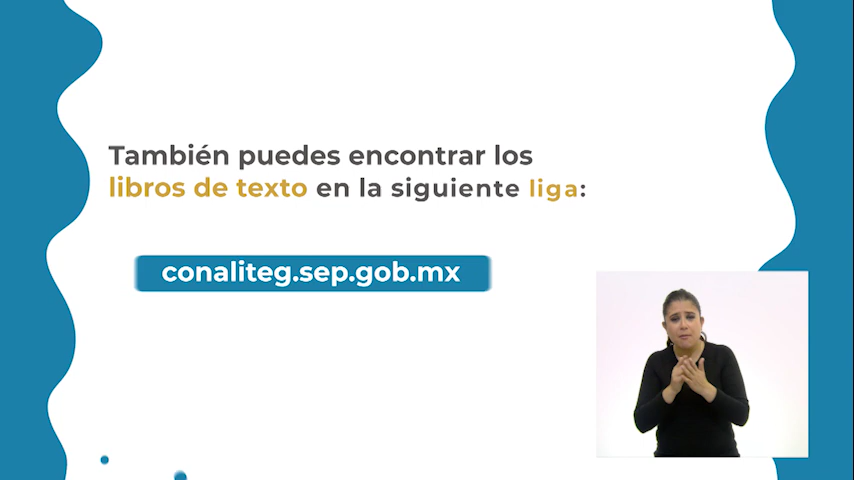 También puedes encontrar los
libros de texto en la siguiente liga:
conaliteg.sep.gob.mx